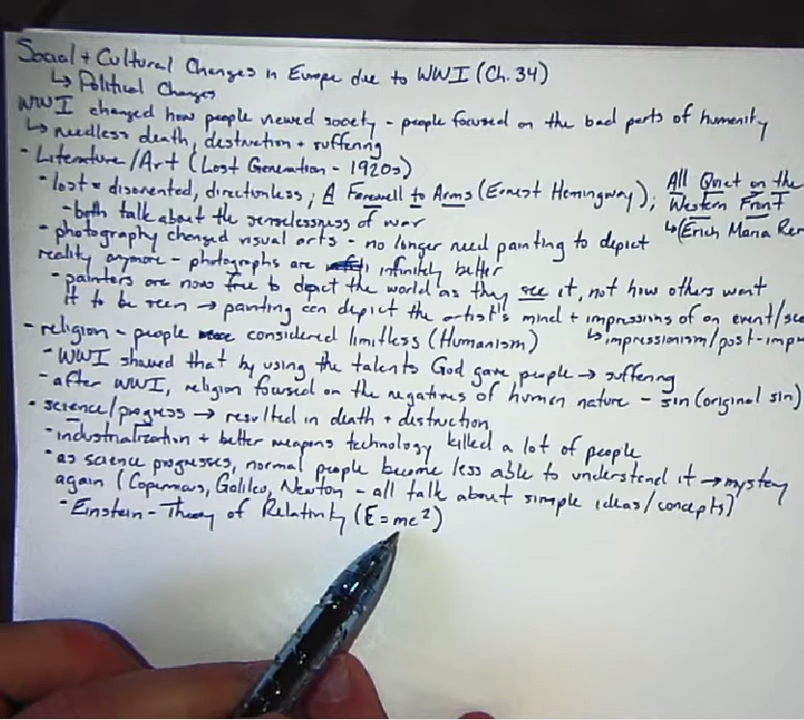 Social + Cultural Changes in Europe due to WWI (Ch. 34)
↳ Political Changes
WWI changed how people viewed society - people focused on the bad parts of humanity
↳ needless death, destruction + suffering
- Literature/Art (Lost Generation - 1920s)
- lost = disoriented, directionless; A Farewell to Arms (Ernest Hemingway); All Quiet on the
Western Front
↳ (Erich Maria Rem
- both talk about the senselessness of war
- photography changed visual arts - no longer need painting to depict
reality anymore - photographs are infinitely better
- painters are now free to depict the world as they see it, not how others want
it to be seen → painting can depict the artist's mind + impressions of an event/sce
↳ impressionism/post-impr
- religion - people considered limitless (Humanism)
- WWI showed that by using the talents God gave people → suffering
- after WWI, religion focused on the negatives of human nature - sin (original sin)
- science/progress → resulted in death + destruction
- industrialization + better weapons technology killed a lot of people
- as science progresses, normal people become less able to understand it → mystery
again (Copernicus, Galileo, Newton - all talk about simple ideas/concepts)
- Einstein - Theory of Relativity (E=mc²)